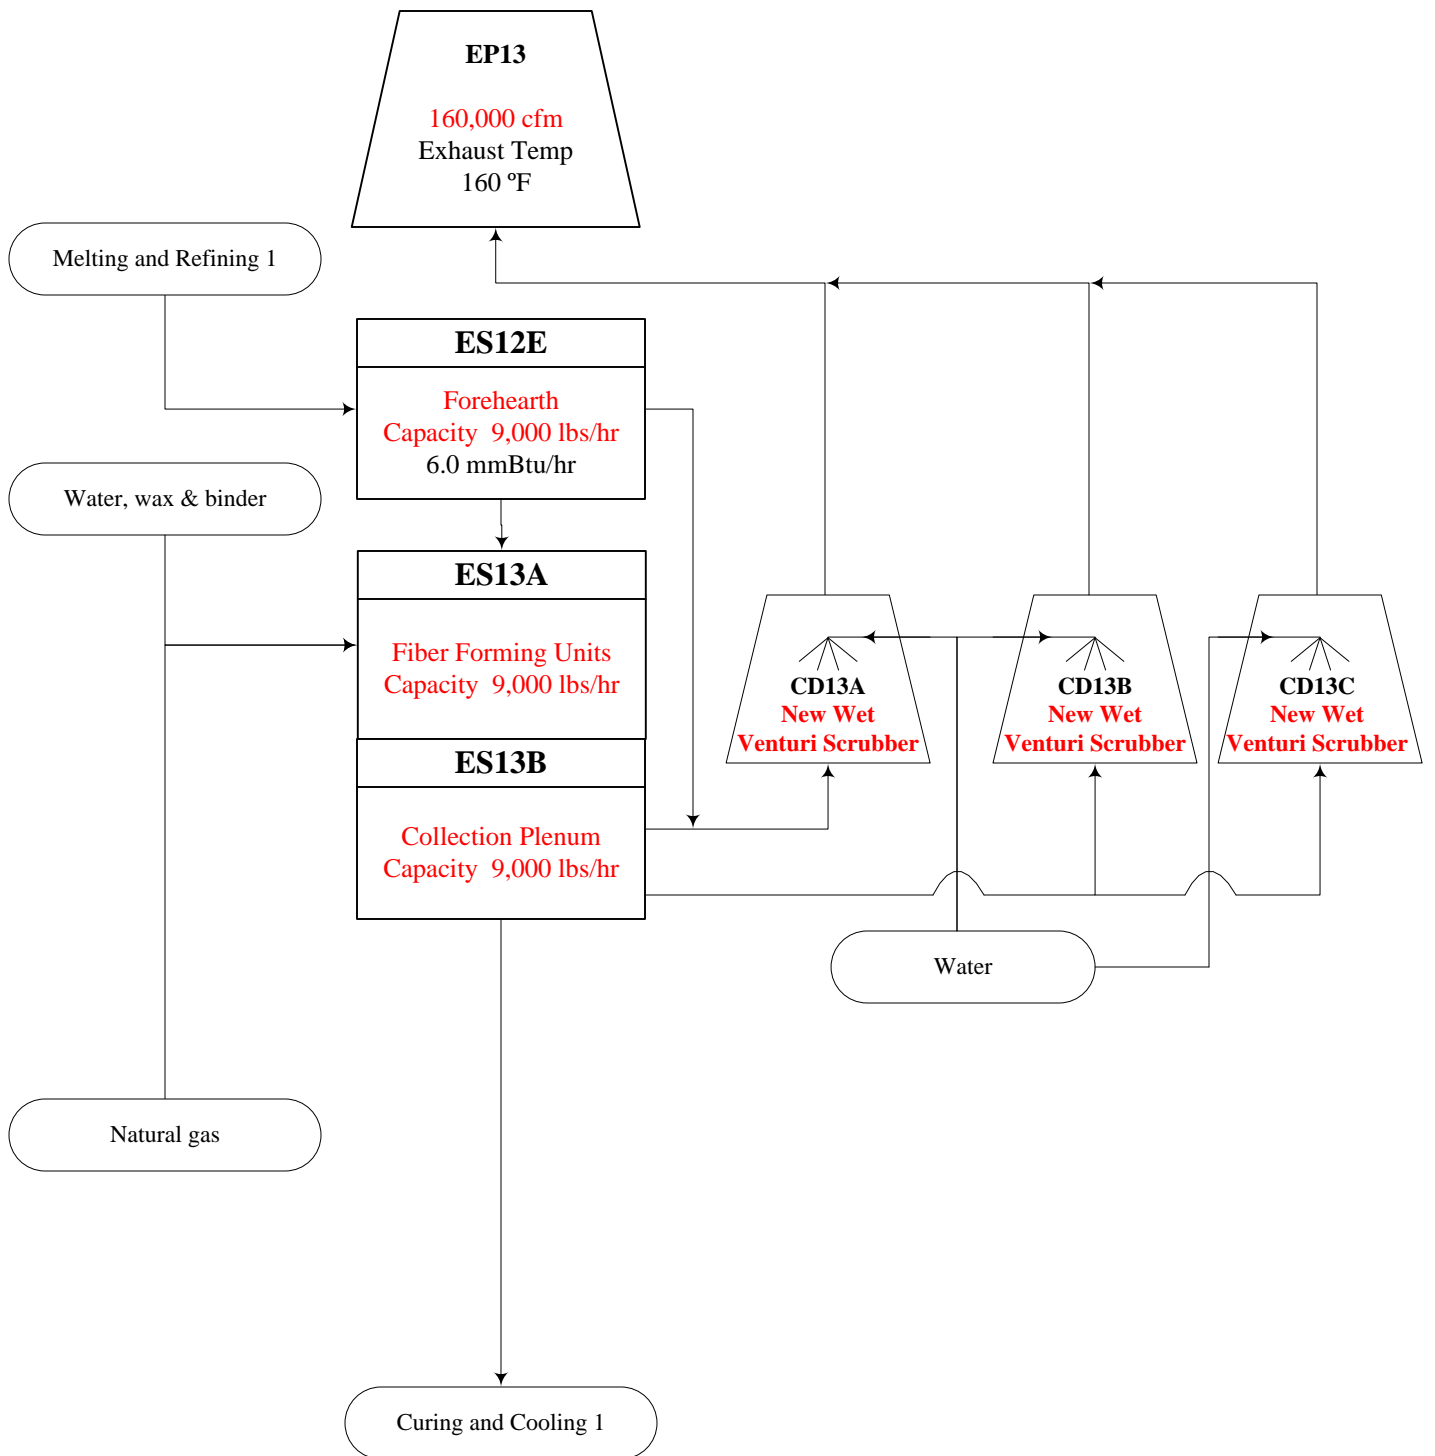 EP13
160,000 cfm
Exhaust Temp
160 ºF
Melting and Refining 1
ES12E
Forehearth
Capacity 9,000 lbs/hr
6.0 mmBtu/hr
Water, wax & binder
ES13A
Fiber Forming Units
Capacity 9,000 lbs/hr
ES13B
Collection Plenum
Capacity 9,000 lbs/hr
CD13A
New Wet
Venturi Scrubber
CD13B
New Wet
Venturi Scrubber
CD13C
New Wet
Venturi Scrubber
Water
Natural gas
Curing and Cooling 1